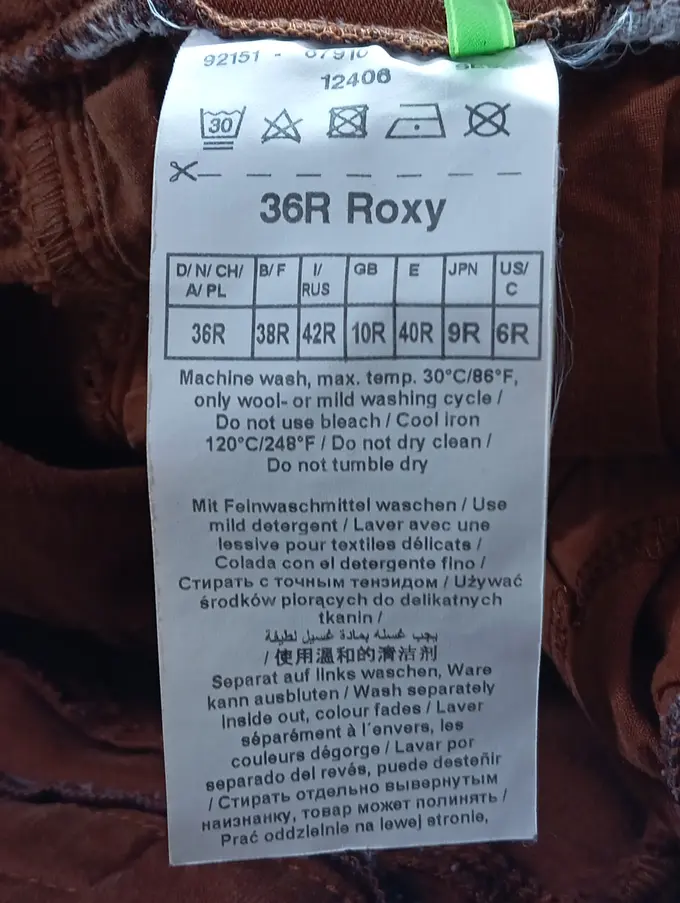 92151 - 07910
12406
30
36R Roxy
D/ N/ CH/ A/ PL B/ F I/ RUS GB E JPN US/ C
36R 38R 42R 10R 40R 9R 6R
Machine wash, max. temp. 30°C/86°F,
only wool- or mild washing cycle /
Do not use bleach / Cool iron
120°C/248°F / Do not dry clean /
Do not tumble dry
Mit Feinwaschmittel waschen / Use
mild detergent / Laver avec une
lessive pour textiles délicats /
Colada con el detergente fino /
Стирать с точным тензидом / Używać
środków piorących do delikatnych
tkanin /
يجب غسله بمادة غسيل لطيفة
/ 使用温和的清洁剂
Separat auf links waschen, Ware
kann ausbluten / Wash separately
inside out, colour fades / Laver
séparément à l´envers, les
couleurs dégorge / Lavar por
separado del revés, puede desteñir
/ Стирать отдельно вывернутым
наизнанку, товар может полинять /
Prać oddzielnie na lewej stronie,